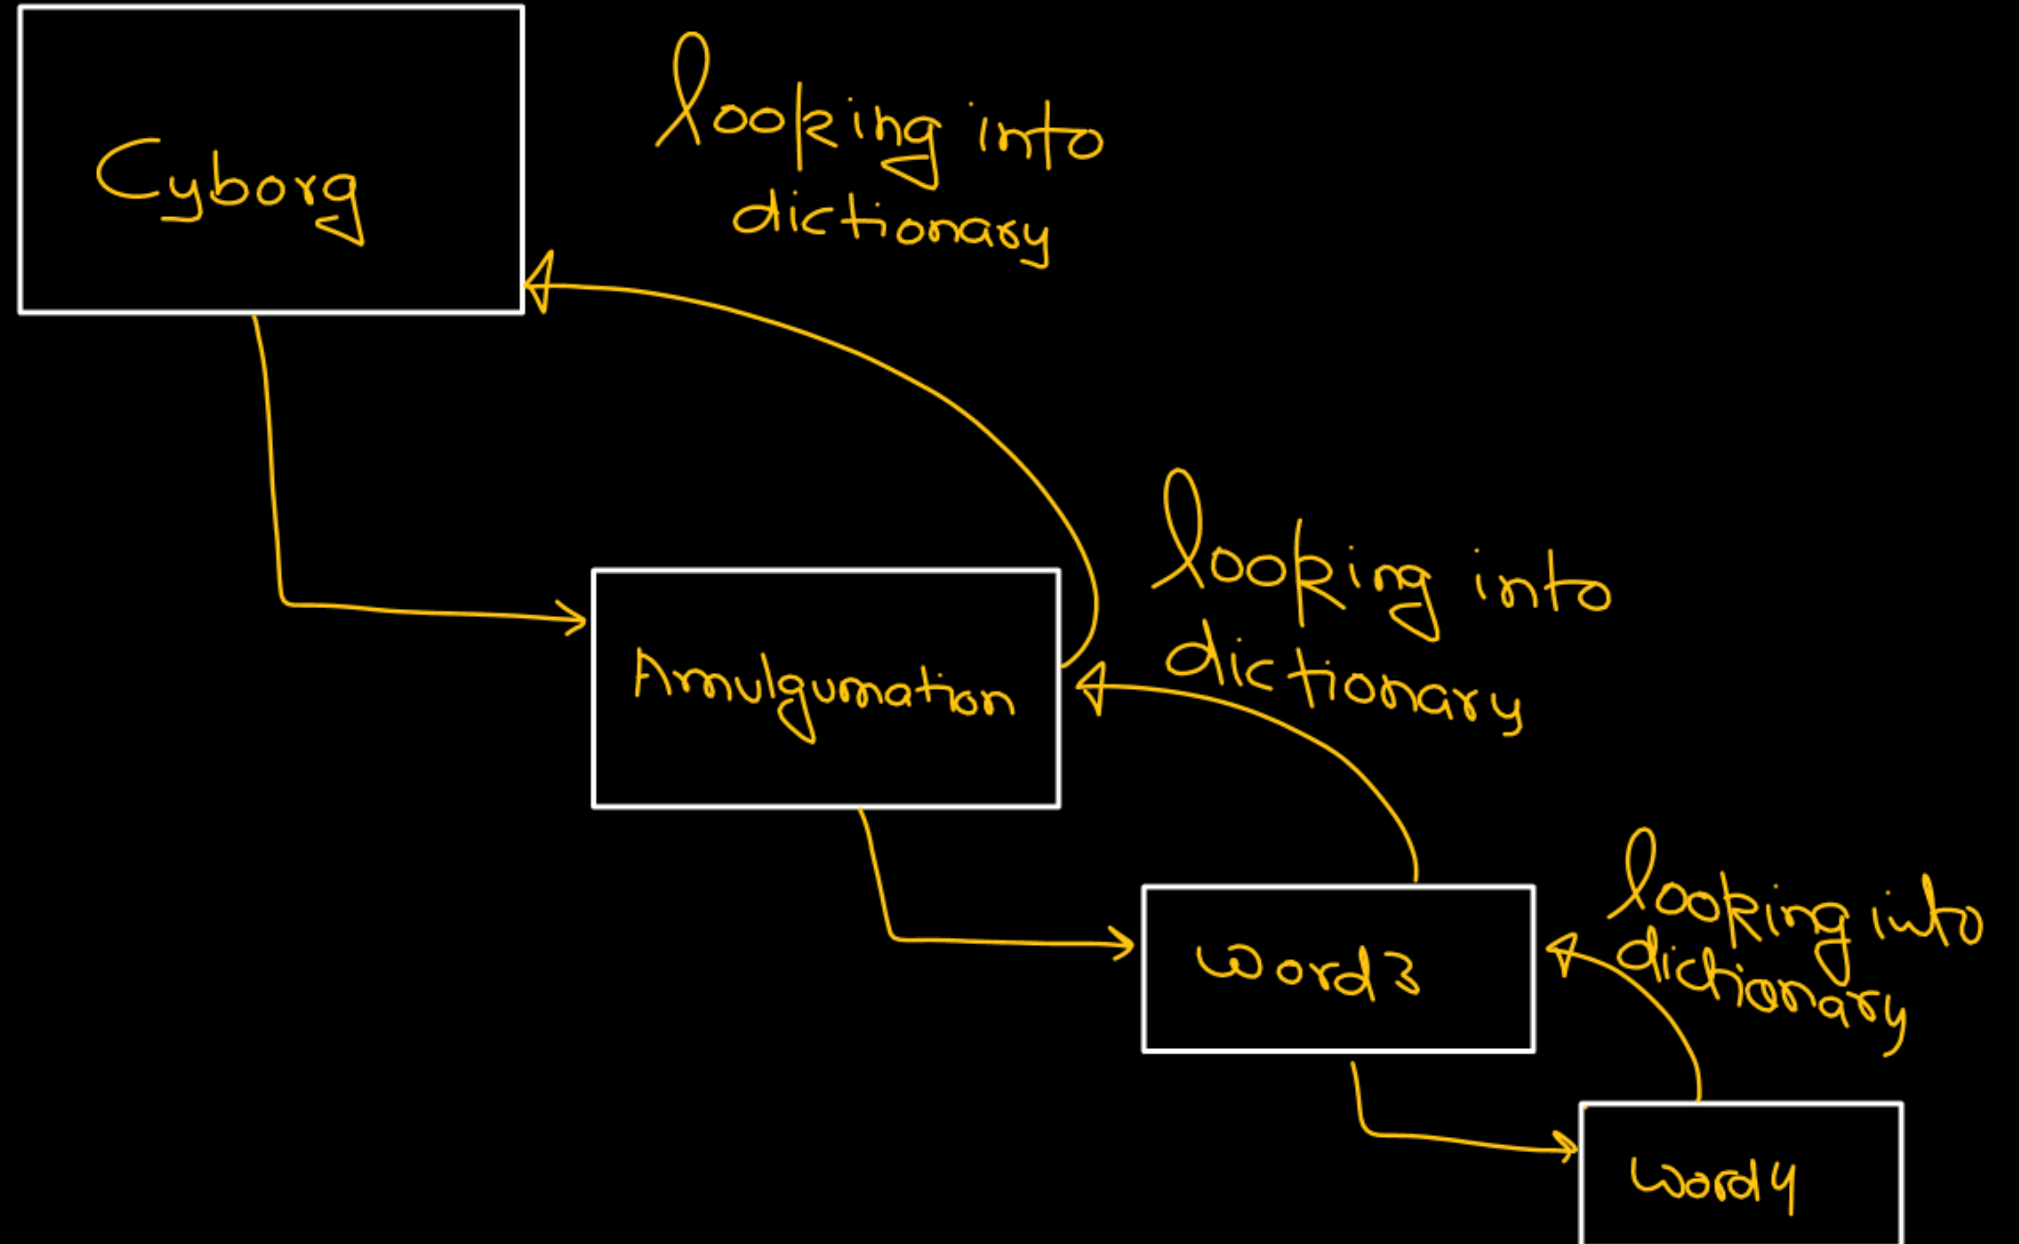 Cyborg
looking into
dictionary
Amulgumation
looking into
dictionary
word3
looking into
dictionary
word4